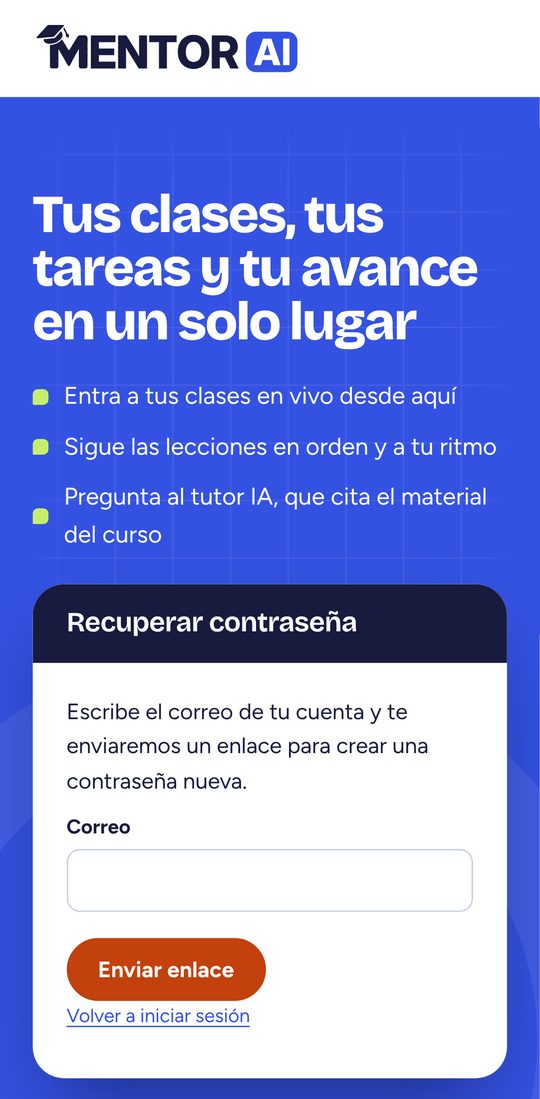 MENTOR AI
Tus clases, tus
tareas y tu avance
en un solo lugar
Entra a tus clases en vivo desde aquí
Sigue las lecciones en orden y a tu ritmo
Pregunta al tutor IA, que cita el material
del curso
Recuperar contraseña
Escribe el correo de tu cuenta y te
enviaremos un enlace para crear una
contraseña nueva.
Correo
Enviar enlace
Volver a iniciar sesión